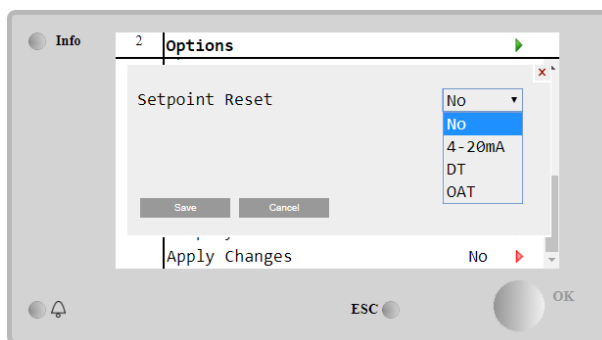 Info
2 Options
×
Setpoint Reset No
No
4-20mA
DT
OAT
Save Cancel
Apply Changes No
ESC
OK